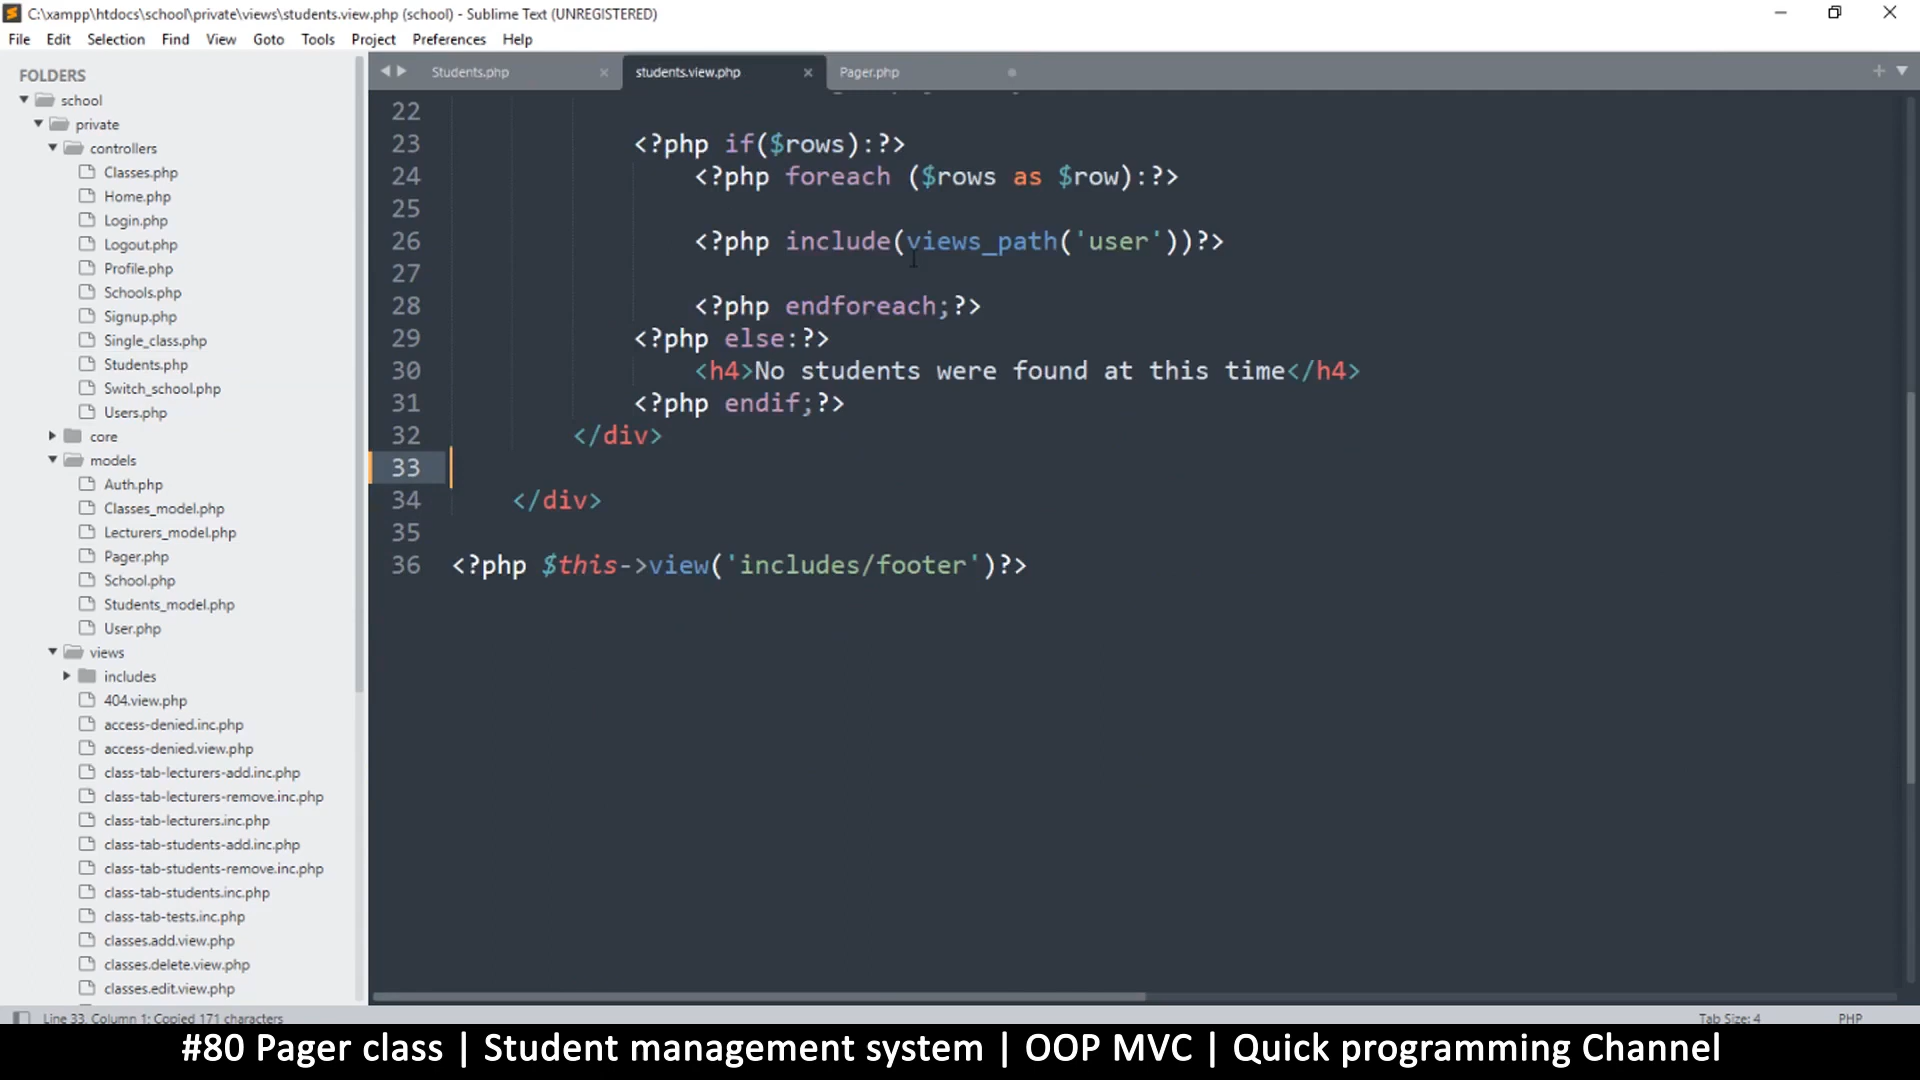 C:\xampp\htdocs\school\private\views\students.view.php (school) - Sublime Text (UNREGISTERED)
File Edit Selection Find View Goto Tools Project Preferences Help
FOLDERS
school
private
controllers
Classes.php
Home.php
Login.php
Logout.php
Profile.php
Schools.php
Signup.php
Single_class.php
Students.php
Switch_school.php
Users.php
core
models
Auth.php
Classes_model.php
Lecturers_model.php
Pager.php
School.php
Students_model.php
User.php
views
includes
404.view.php
access-denied.inc.php
access-denied.view.php
class-tab-lecturers-add.inc.php
class-tab-lecturers-remove.inc.php
class-tab-lecturers.inc.php
class-tab-students-add.inc.php
class-tab-students-remove.inc.php
class-tab-students.inc.php
class-tab-tests.inc.php
classes.add.view.php
classes.delete.view.php
classes.edit.view.php
Students.php students.view.php Pager.php
22
23 <?php if($rows):?>
24 <?php foreach ($rows as $row):?>
25
26 <?php include(views_path('user'))?>
27
28 <?php endforeach;?>
29 <?php else:?>
30 <h4>No students were found at this time</h4>
31 <?php endif;?>
32 </div>
33
34 </div>
35
36 <?php $this->view('includes/footer')?>
Line 33, Column 1; Copied 171 characters
Tab Size: 4 PHP
#80 Pager class | Student management system | OOP MVC | Quick programming Channel